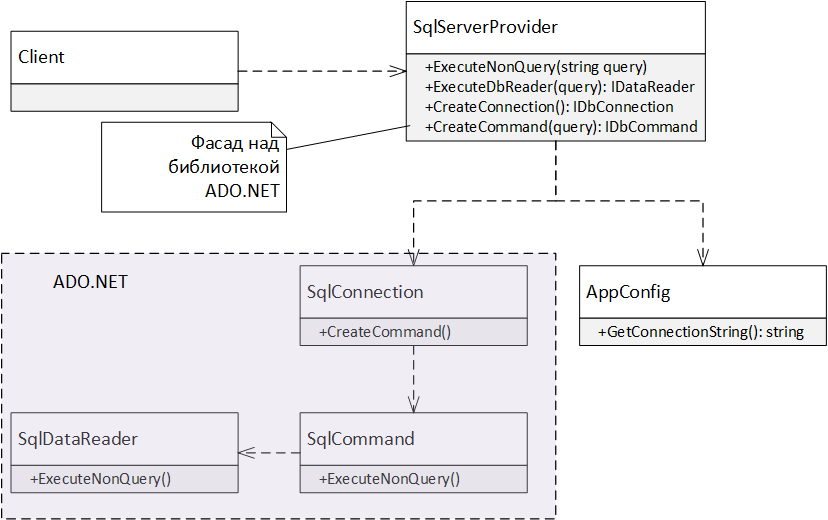 Client
SqlServerProvider
+ExecuteNonQuery(string query)
+ExecuteDbReader(query): IDataReader
+CreateConnection(): IDbConnection
+CreateCommand(query): IDbCommand
Фасад над
библиотекой
ADO.NET
ADO.NET
SqlConnection
+CreateCommand()
AppConfig
+GetConnectionString(): string
SqlDataReader
+ExecuteNonQuery()
SqlCommand
+ExecuteNonQuery()